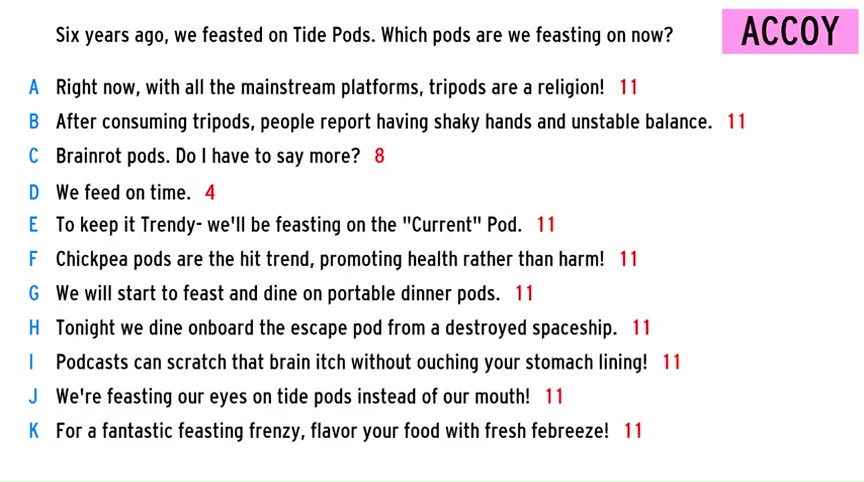 Six years ago, we feasted on Tide Pods. Which pods are we feasting on now?
ACCOY
A Right now, with all the mainstream platforms, tripods are a religion! 11
B After consuming tripods, people report having shaky hands and unstable balance. 11
C Brainrot pods. Do I have to say more? 8
D We feed on time. 4
E To keep it Trendy- we'll be feasting on the "Current" Pod. 11
F Chickpea pods are the hit trend, promoting health rather than harm! 11
G We will start to feast and dine on portable dinner pods. 11
H Tonight we dine onboard the escape pod from a destroyed spaceship. 11
I Podcasts can scratch that brain itch without ouching your stomach lining! 11
J We're feasting our eyes on tide pods instead of our mouth! 11
K For a fantastic feasting frenzy, flavor your food with fresh febreeze! 11